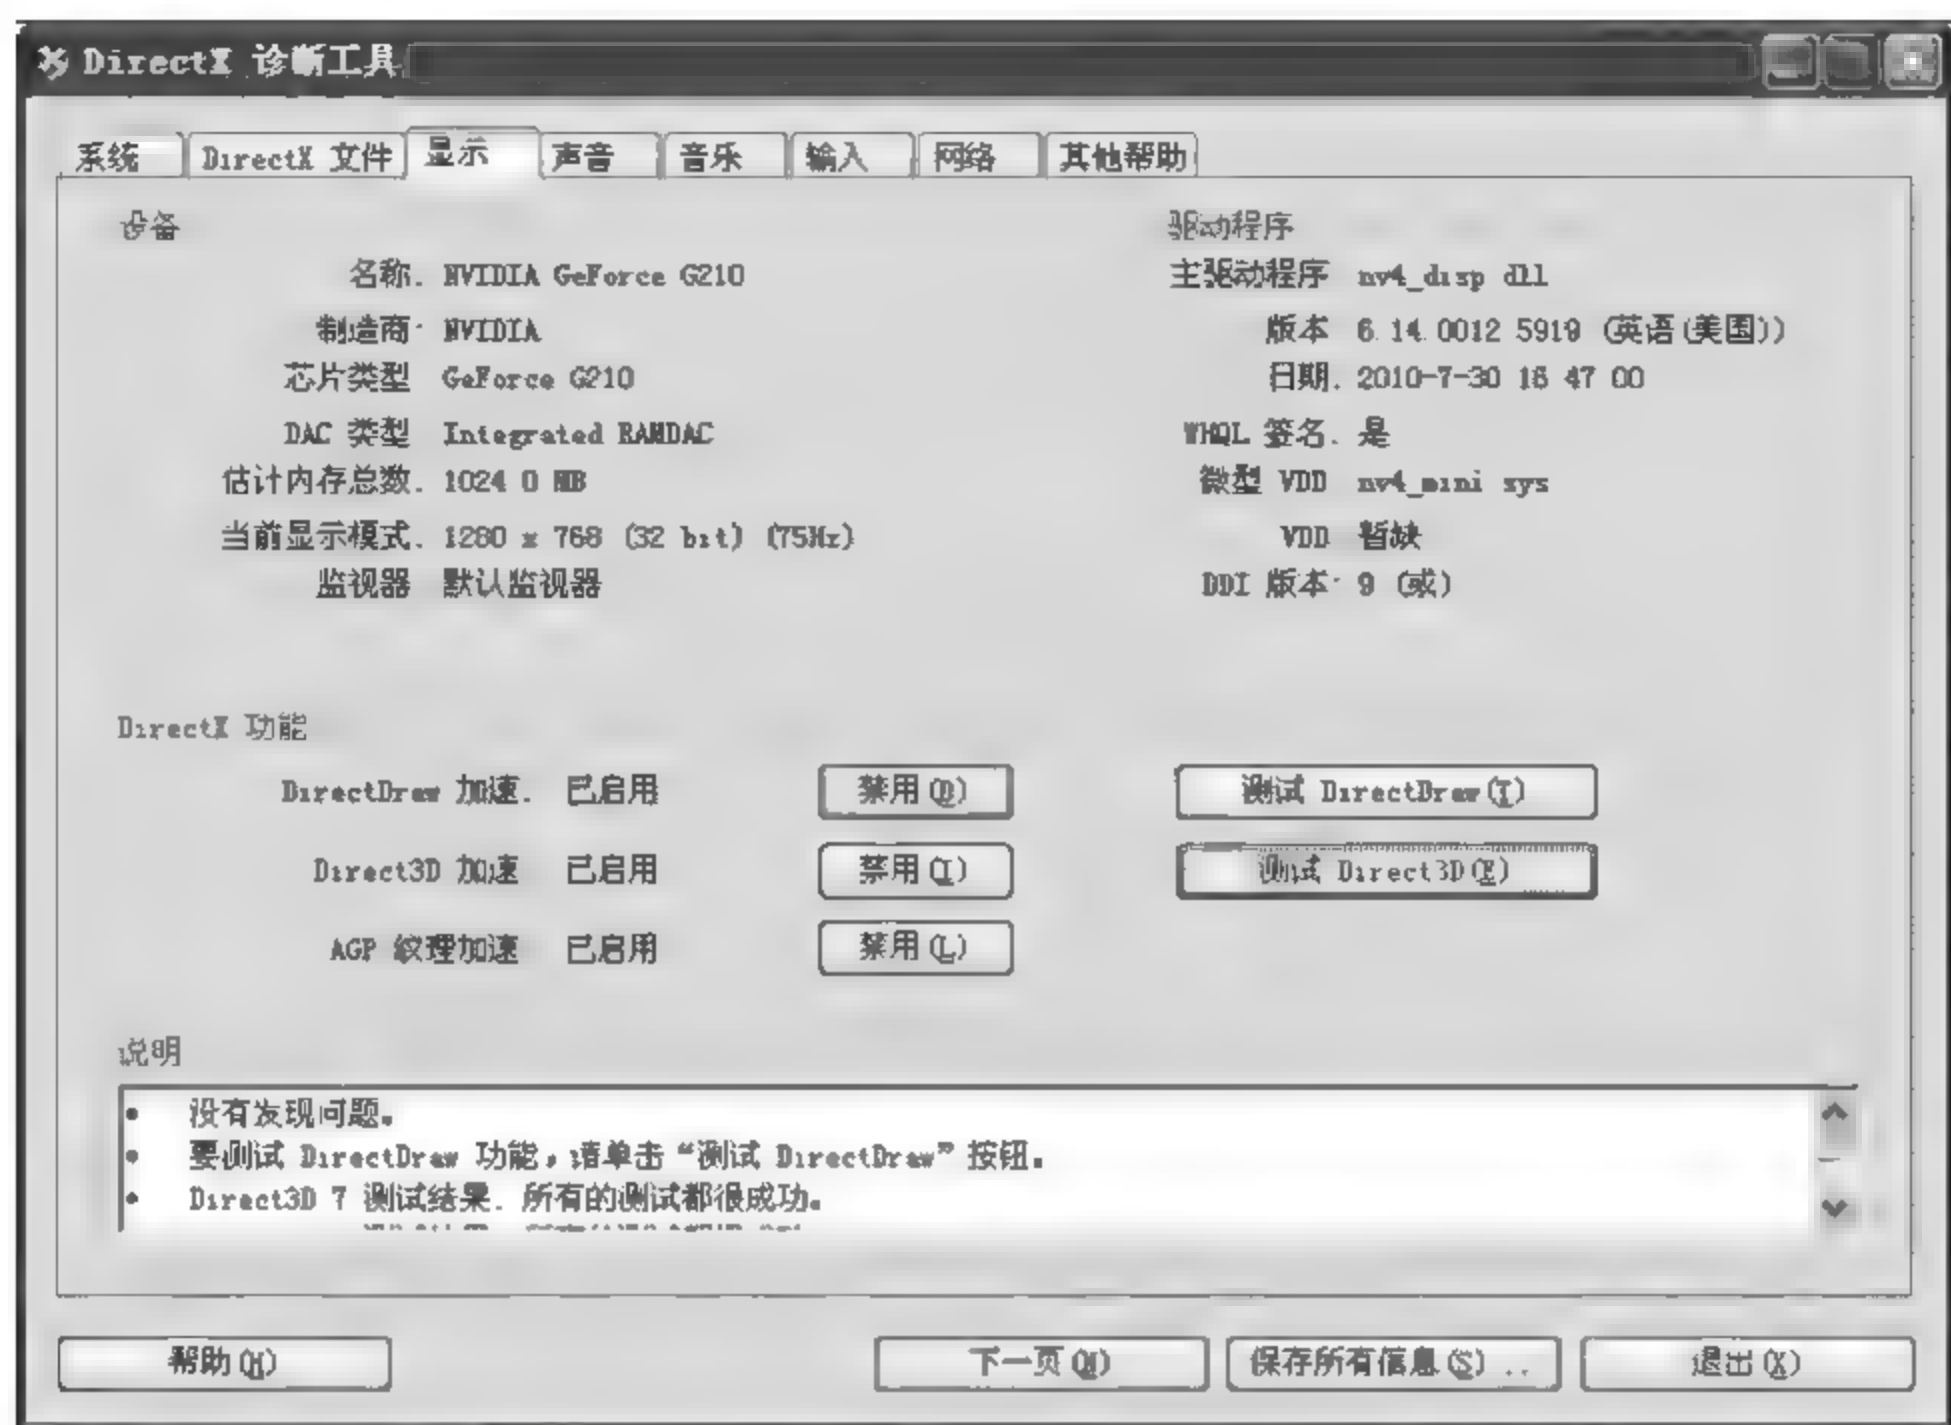 DirectX 诊断工具
系统 DirectX 文件 显示 声音 音乐 输入 网络 其他帮助
设备
名称. NVIDIA GeForce G210
制造商: NVIDIA
芯片类型 GeForce G210
DAC 类型 Integrated RAMDAC
估计内存总数. 1024 0 MB
当前显示模式. 1280 x 768 (32 bit) (75Hz)
监视器 默认监视器
驱动程序
主驱动程序 nv4_disp dll
版本 6.14.0012 5919 (英语(美国))
日期. 2010-7-30 16 47 00
WHQL 签名. 是
微型 VDD nv4_mini sys
VDD 暂缺
DDI 版本: 9 (或)
DirectX 功能
DirectDraw 加速. 已启用 禁用(D) 测试 DirectDraw(T)
Direct3D 加速 已启用 禁用(I) 测试 Direct3D(E)
AGP 纹理加速 已启用 禁用(L)
说明
• 没有发现问题。
• 要测试 DirectDraw 功能，请单击“测试 DirectDraw”按钮。
• Direct3D 7 测试结果. 所有的测试都很成功。
帮助(H) 下一页(N) 保存所有信息(S) .. 退出(X)